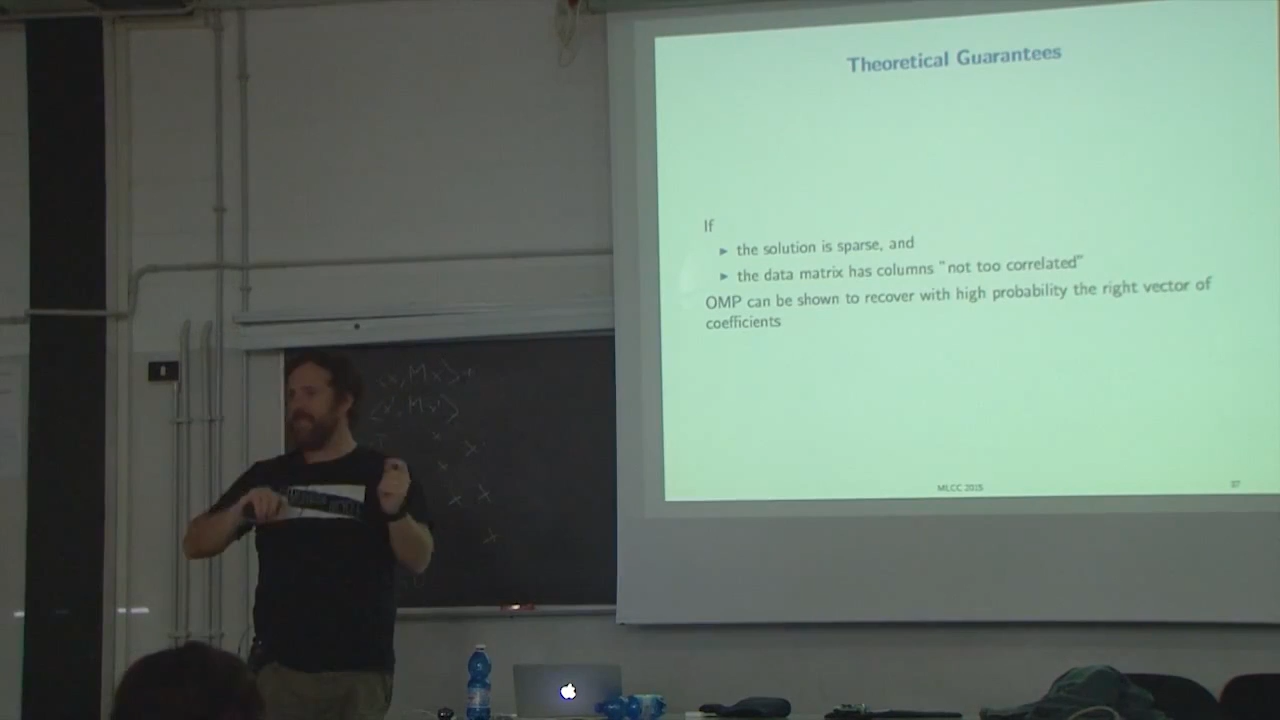 Theoretical Guarantees
If
▶ the solution is sparse, and
▶ the data matrix has columns "not too correlated"
OMP can be shown to recover with high probability the right vector of
coefficients
MLCC 2015